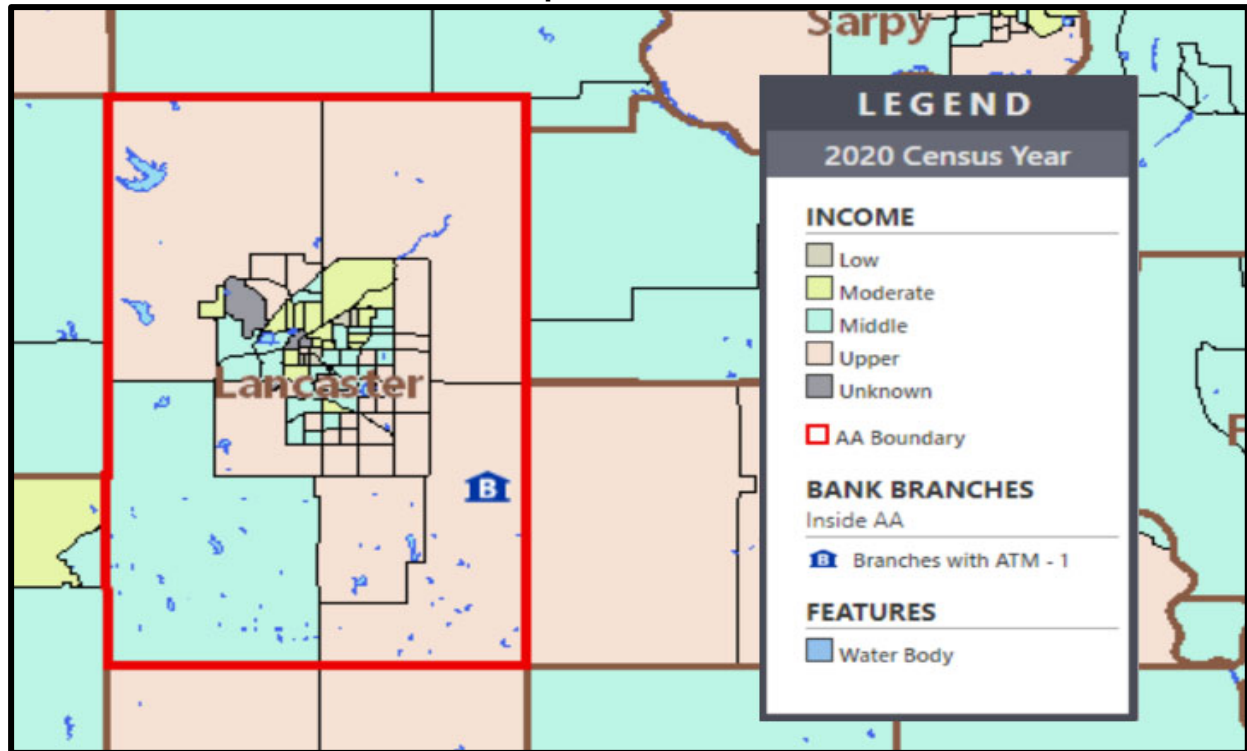 Sarpy
Lancaster
LEGEND
2020 Census Year
INCOME
Low
Moderate
Middle
Upper
Unknown
AA Boundary
BANK BRANCHES
Inside AA
B
B Branches with ATM - 1
FEATURES
Water Body